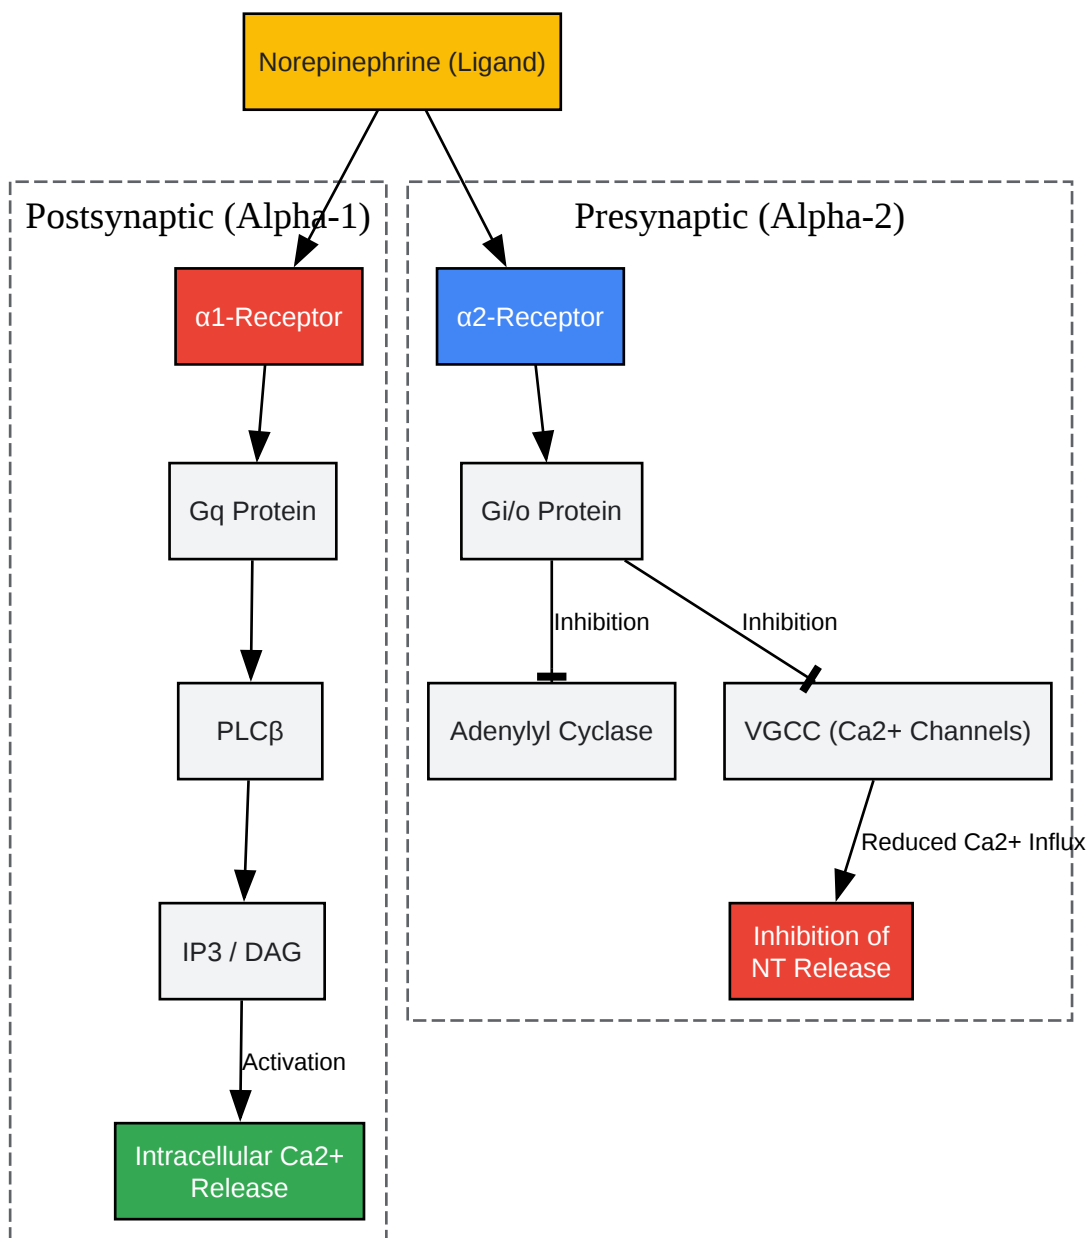 Norepinephrine (Ligand)
Postsynaptic (Alpha-1)
α1-Receptor
Gq Protein
PLCβ
IP3 / DAG
Activation
Intracellular Ca2+
Release
Presynaptic (Alpha-2)
α2-Receptor
Gi/o Protein
Inhibition
Inhibition
Adenylyl Cyclase
VGCC (Ca2+ Channels)
Reduced Ca2+ Influx
Inhibition of
NT Release